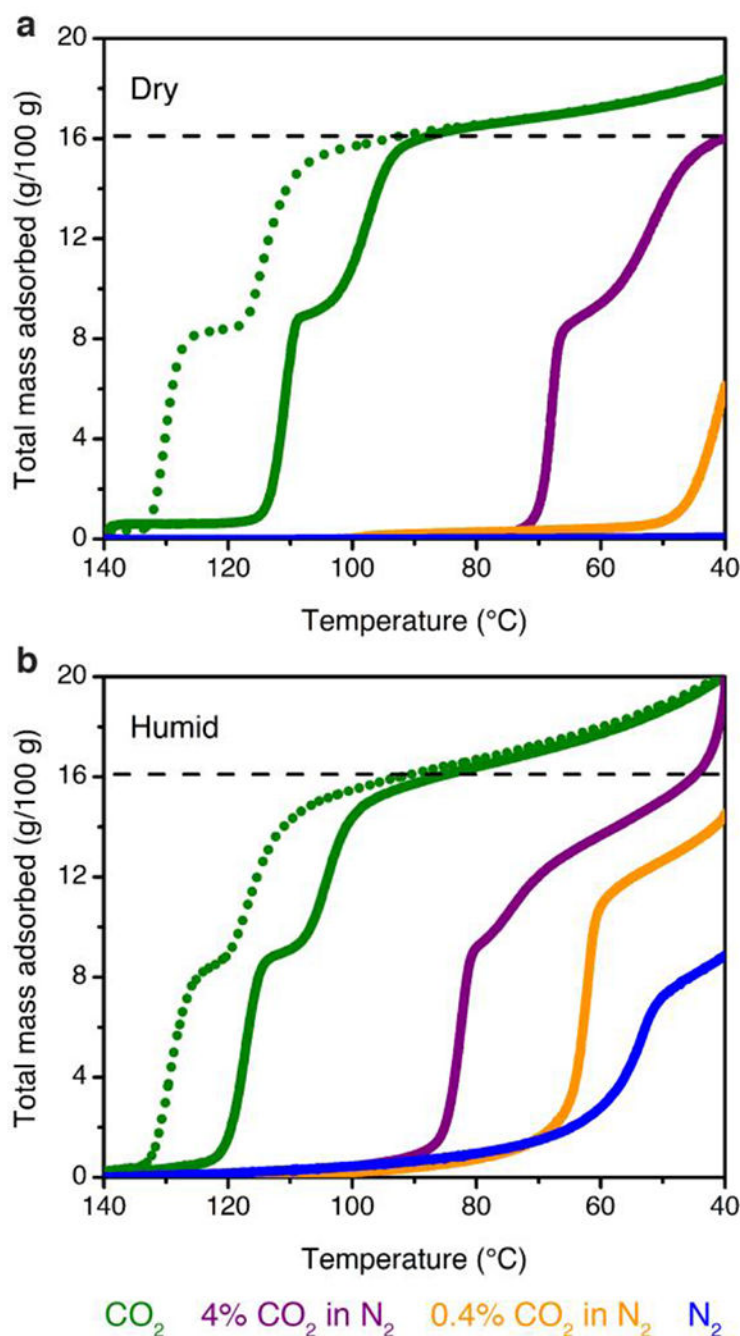 a
Dry
Total mass adsorbed (g/100 g)
20
16
12
8
4
0
140 120 100 80 60 40
Temperature (°C)
b
Humid
Total mass adsorbed (g/100 g)
20
16
12
8
4
0
140 120 100 80 60 40
Temperature (°C)
CO₂ 4% CO₂ in N₂ 0.4% CO₂ in N₂ N₂